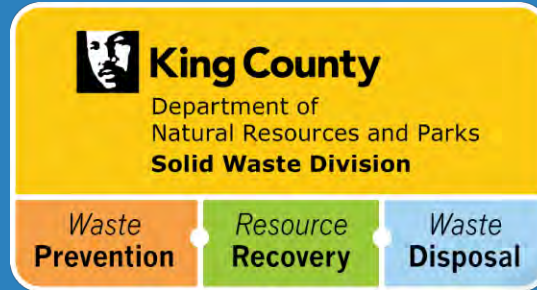 King County
Department of
Natural Resources and Parks
Solid Waste Division
Waste
Prevention
Resource
Recovery
Waste
Disposal